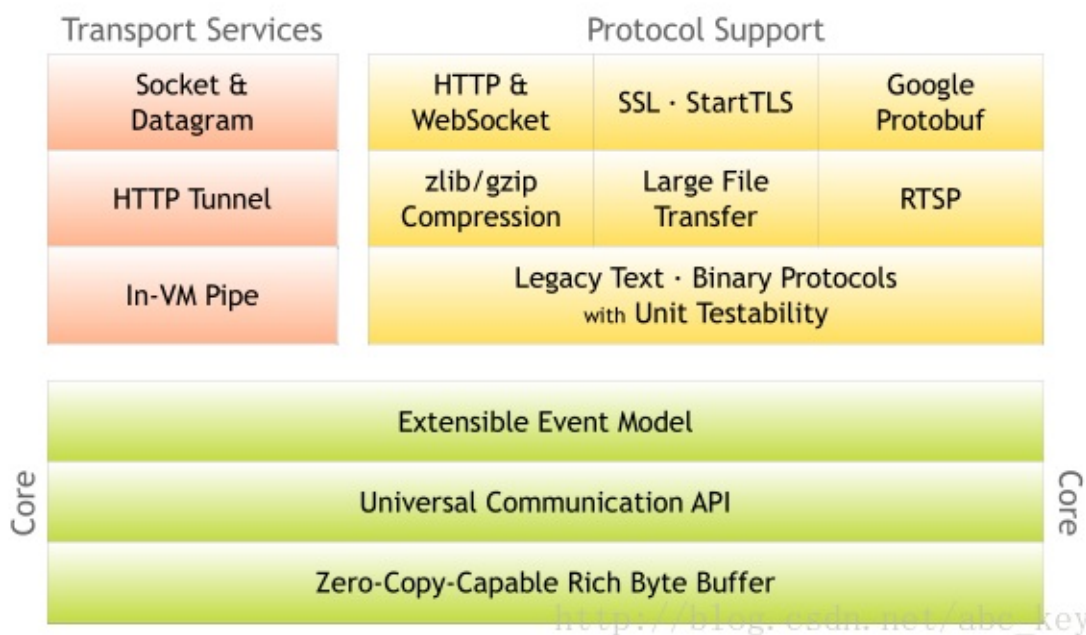 Transport Services
Protocol Support
Socket &
Datagram
HTTP &
WebSocket
SSL · StartTLS
Google
Protobuf
HTTP Tunnel
zlib/gzip
Compression
Large File
Transfer
RTSP
In-VM Pipe
Legacy Text · Binary Protocols
with Unit Testability
Core
Extensible Event Model
Universal Communication API
Zero-Copy-Capable Rich Byte Buffer
Core
http://blog.csdn.net/abc_key